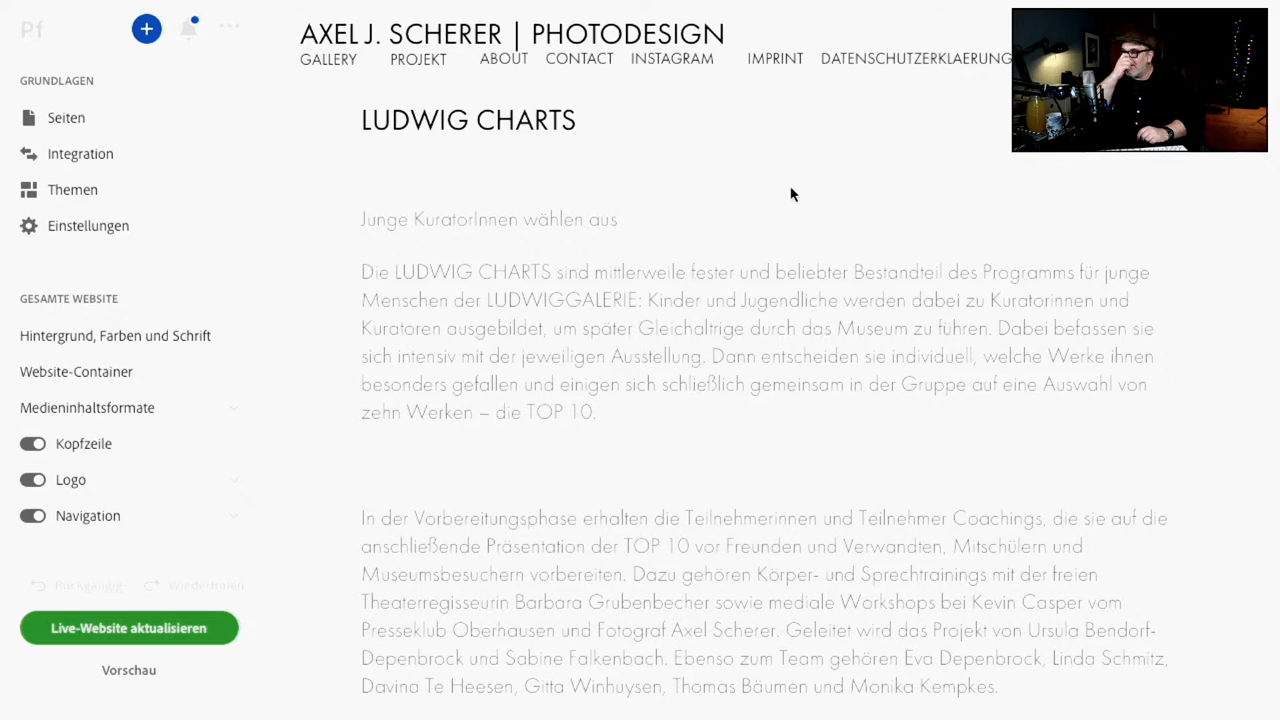 Pf
GRUNDLAGEN
Seiten
Integration
Themen
Einstellungen
GESAMTE WEBSITE
Hintergrund, Farben und Schrift
Website-Container
Medieninhaltsformate
Kopfzeile
Logo
Navigation
Rückgängig Wiederholen
Live-Website aktualisieren
Vorschau
AXEL J. SCHERER | PHOTODESIGN
GALLERY PROJEKT ABOUT CONTACT INSTAGRAM IMPRINT DATENSCHUTZERKLAERUNG
LUDWIG CHARTS
Junge KuratorInnen wählen aus
Die LUDWIG CHARTS sind mittlerweile fester und beliebter Bestandteil des Programms für junge
Menschen der LUDWIGGALERIE: Kinder und Jugendliche werden dabei zu Kuratorinnen und
Kuratoren ausgebildet, um später Gleichaltrige durch das Museum zu führen. Dabei befassen sie
sich intensiv mit der jeweiligen Ausstellung. Dann entscheiden sie individuell, welche Werke ihnen
besonders gefallen und einigen sich schließlich gemeinsam in der Gruppe auf eine Auswahl von
zehn Werken – die TOP 10.
In der Vorbereitungsphase erhalten die Teilnehmerinnen und Teilnehmer Coachings, die sie auf die
anschließende Präsentation der TOP 10 vor Freunden und Verwandten, Mitschülern und
Museumsbesuchern vorbereiten. Dazu gehören Körper- und Sprechtrainings mit der freien
Theaterregisseurin Barbara Grubenbecher sowie mediale Workshops bei Kevin Casper vom
Presseklub Oberhausen und Fotograf Axel Scherer. Geleitet wird das Projekt von Ursula Bendorf-
Depenbrock und Sabine Falkenbach. Ebenso zum Team gehören Eva Depenbrock, Linda Schmitz,
Davina Te Heesen, Gitta Winhuysen, Thomas Bäumen und Monika Kempkes.